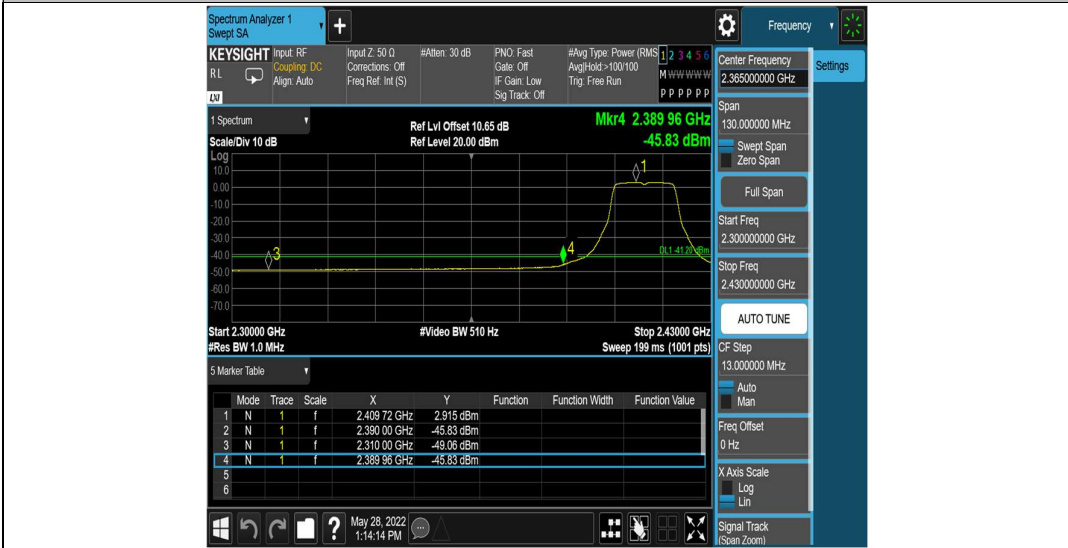 Spectrum Analyzer 1
Swept SA
Frequency
KEYSIGHT
RL
LXI
Input: RF
Coupling: DC
Align: Auto
Input Z: 50 Ω
Corrections: Off
Freq Ref: Int (S)
#Atten: 30 dB
PNO: Fast
Gate: Off
IF Gain: Low
Sig Track: Off
#Avg Type: Power (RMS
Avg|Hold:>100/100
Trig: Free Run
1 2 3 4 5 6
M W W W W W
P P P P P P
1 Spectrum
Scale/Div 10 dB
Ref Lvl Offset 10.65 dB
Ref Level 20.00 dBm
Mkr4 2.389 96 GHz
-45.83 dBm
Log
10.0
0.00
-10.0
-20.0
-30.0
-40.0
-50.0
-60.0
-70.0
1
3
4
DL1 -41.20 dBm
Start 2.30000 GHz
#Res BW 1.0 MHz
#Video BW 510 Hz
Stop 2.43000 GHz
Sweep 199 ms (1001 pts)
5 Marker Table
Mode Trace Scale X Y Function Function Width Function Value
1 N 1 f 2.409 72 GHz 2.915 dBm
2 N 1 f 2.390 00 GHz -45.83 dBm
3 N 1 f 2.310 00 GHz -49.06 dBm
4 N 1 f 2.389 96 GHz -45.83 dBm
5
6
May 28, 2022
1:14:14 PM
Center Frequency
2.365000000 GHz
Settings
Span
130.000000 MHz
Swept Span
Zero Span
Full Span
Start Freq
2.300000000 GHz
Stop Freq
2.430000000 GHz
AUTO TUNE
CF Step
13.000000 MHz
Auto
Man
Freq Offset
0 Hz
X Axis Scale
Log
Lin
Signal Track
(Span Zoom)